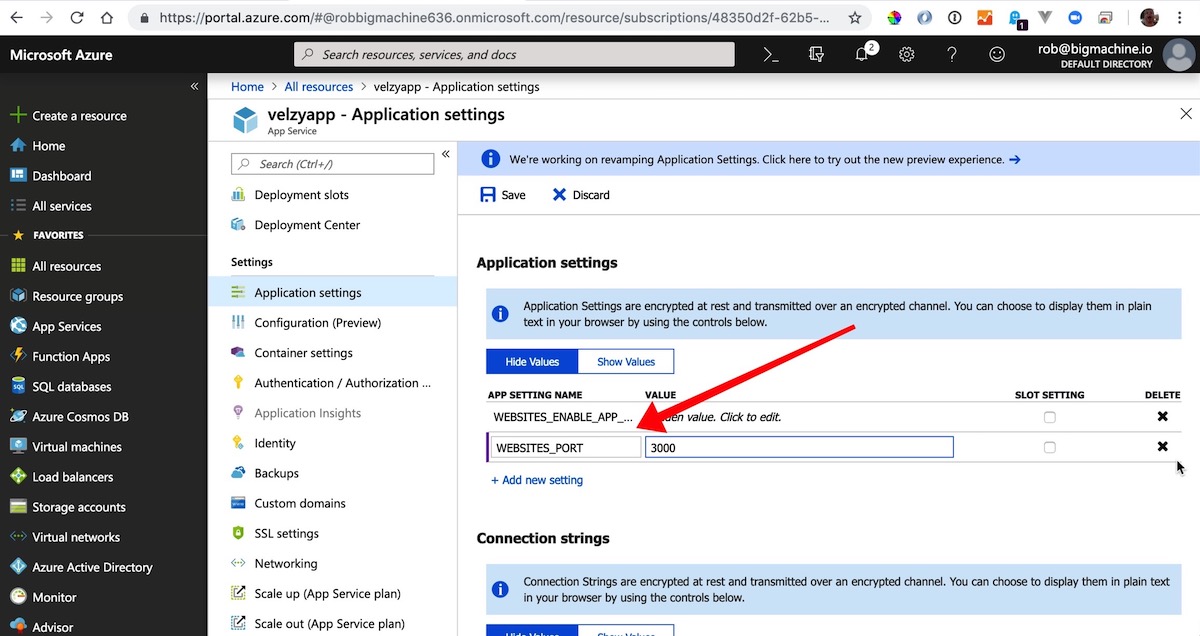 https://portal.azure.com/#@robbigmachine636.onmicrosoft.com/resource/subscriptions/48350d2f-62b5-...
1
Microsoft Azure
Search resources, services, and docs
2
rob@bigmachine.io
DEFAULT DIRECTORY
Create a resource
Home
Dashboard
All services
FAVORITES
All resources
Resource groups
App Services
Function Apps
SQL databases
Azure Cosmos DB
Virtual machines
Load balancers
Storage accounts
Virtual networks
Azure Active Directory
Monitor
Advisor
Home > All resources > velzyapp - Application settings
velzyapp - Application settings
App Service
Search (Ctrl+/)
Deployment slots
Deployment Center
Settings
Application settings
Configuration (Preview)
Container settings
Authentication / Authorization ...
Application Insights
Identity
Backups
Custom domains
SSL settings
Networking
Scale up (App Service plan)
Scale out (App Service plan)
We're working on revamping Application Settings. Click here to try out the new preview experience. →
Save Discard
Application settings
Application Settings are encrypted at rest and transmitted over an encrypted channel. You can choose to display them in plain
text in your browser by using the controls below.
Hide Values Show Values
APP SETTING NAME VALUE SLOT SETTING DELETE
WEBSITES_ENABLE_APP_... value. Click to edit.
WEBSITES_PORT 3000
+ Add new setting
Connection strings
Connection Strings are encrypted at rest and transmitted over an encrypted channel. You can choose to display them in plain text
in your browser by using the controls below.
Hide Values Show Values